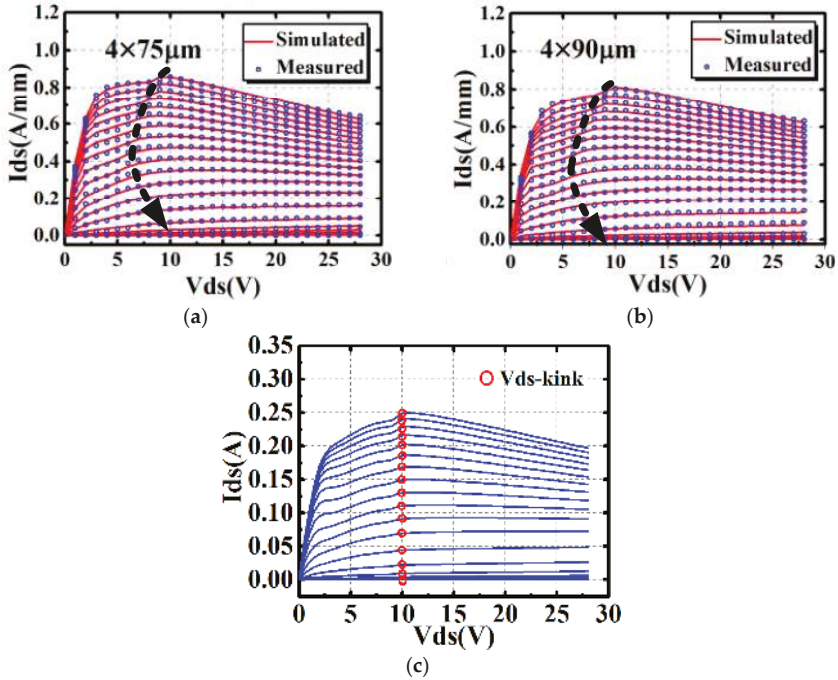 1.2
1.0
0.8
0.6
0.4
0.2
0.0
Ids(A/mm)
4×75μm
Simulated
Measured
0 5 10 15 20 25 30
Vds(V)
(a)
1.2
1.0
0.8
0.6
0.4
0.2
0.0
Ids(A/mm)
4×90μm
Simulated
Measured
0 5 10 15 20 25 30
Vds(V)
(b)
0.35
0.30
0.25
0.20
0.15
0.10
0.05
0.00
Ids(A)
Vds-kink
0 5 10 15 20 25 30
Vds(V)
(c)